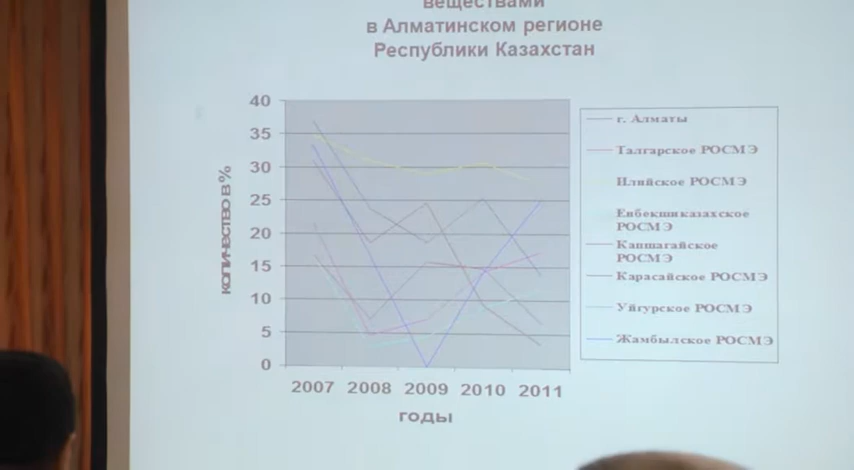 веществами
в Алматинском регионе
Республики Казахстан
40
35
30
25
20
15
10
5
0
количество в %
2007 2008 2009 2010 2011
годы
г. Алматы
Талгарское РОСМЭ
Илийское РОСМЭ
Енбекшиказахское
РОСМЭ
Капшагайское
РОСМЭ
Карасайское РОСМЭ
Уйгурское РОСМЭ
Жамбылское РОСМЭ